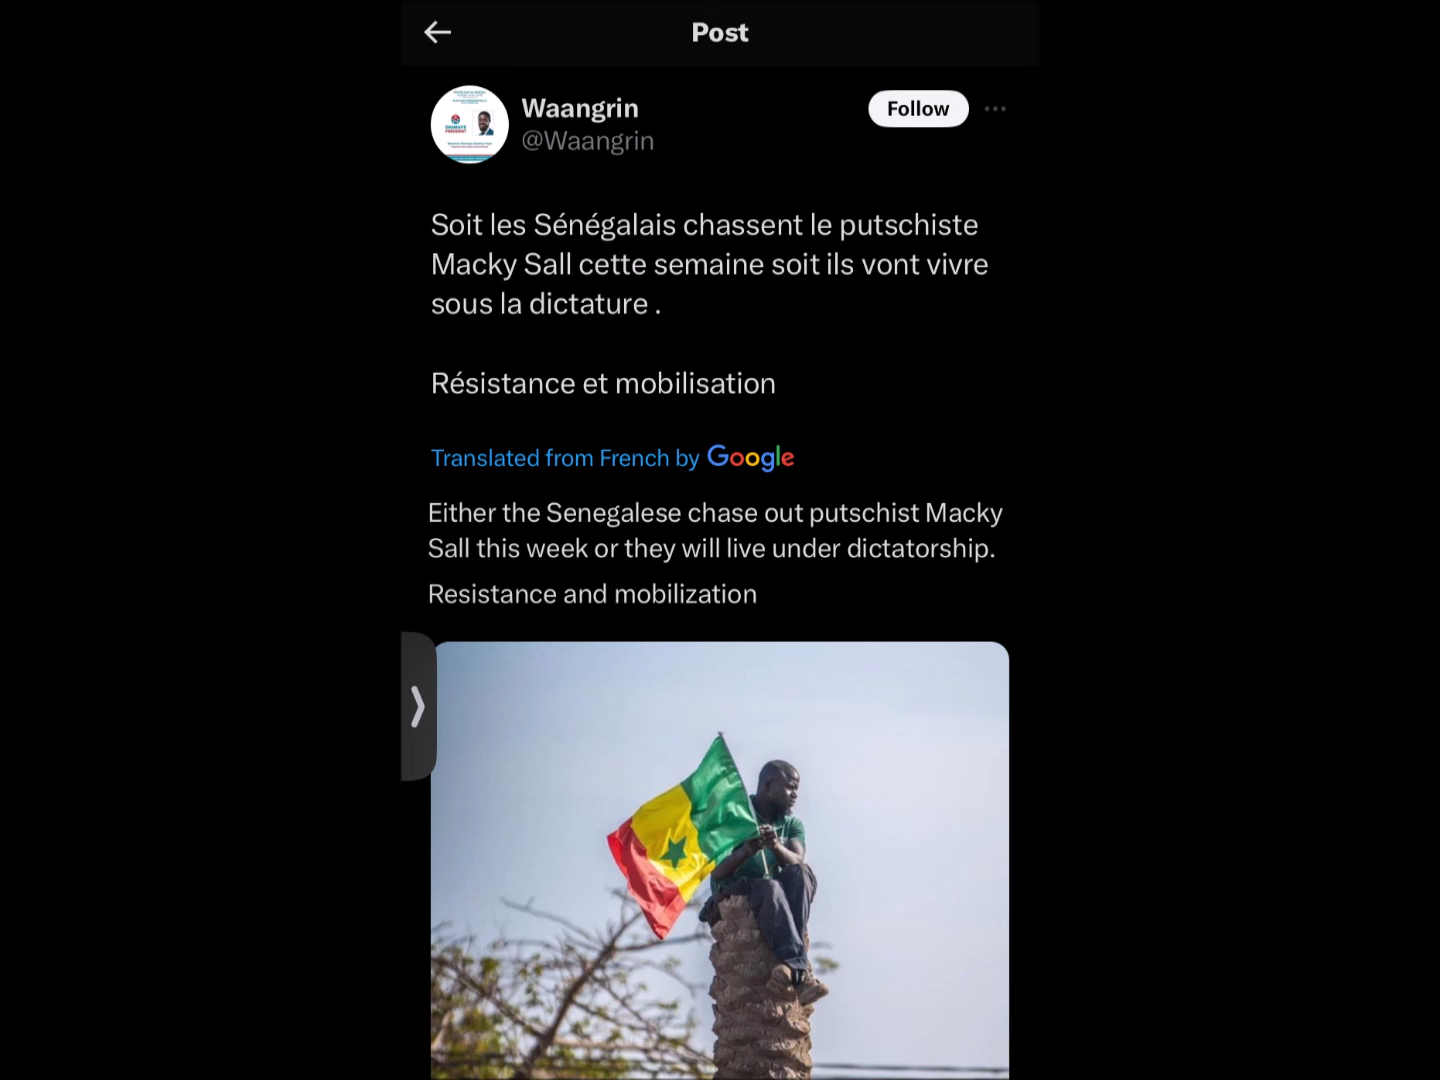 Post
Waangrin
@Waangrin
Follow
Soit les Sénégalais chassent le putschiste
Macky Sall cette semaine soit ils vont vivre
sous la dictature .
Résistance et mobilisation
Translated from French by Google
Either the Senegalese chase out putschist Macky
Sall this week or they will live under dictatorship.
Resistance and mobilization